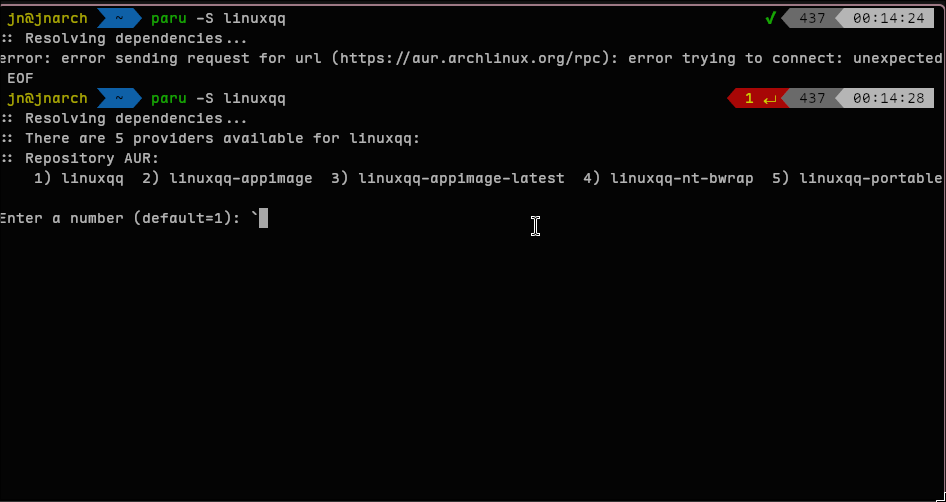 jn@jnarch ~ paru -S linuxqq ✔ 437 00:14:24
:: Resolving dependencies...
error: error sending request for url (https://aur.archlinux.org/rpc): error trying to connect: unexpected
EOF
jn@jnarch ~ paru -S linuxqq 1 ↵ 437 00:14:28
:: Resolving dependencies...
:: There are 5 providers available for linuxqq:
:: Repository AUR:
1) linuxqq 2) linuxqq-appimage 3) linuxqq-appimage-latest 4) linuxqq-nt-bwrap 5) linuxqq-portable
Enter a number (default=1): `